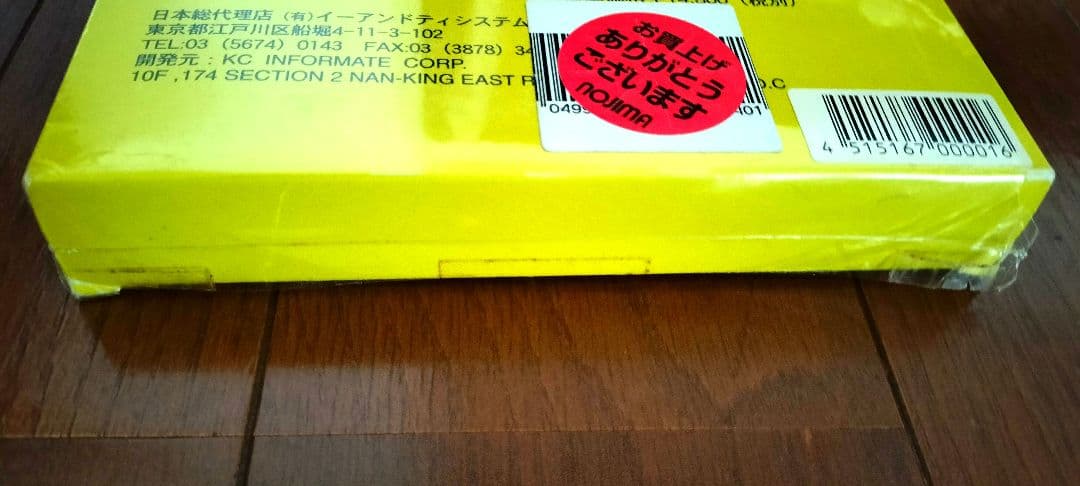 (税別)
日本総代理店 (有)イーアンドティシステム
東京都江戸川区船堀4-11-3-102
TEL:03 (5674) 0143 FAX:03 (3878) 34
開発元: KC INFORMATE CORP.
10F ,174 SECTION 2 NAN-KING EAST
お買上げ
ありがとう
ございます
NOJIMA
4 515167 000016